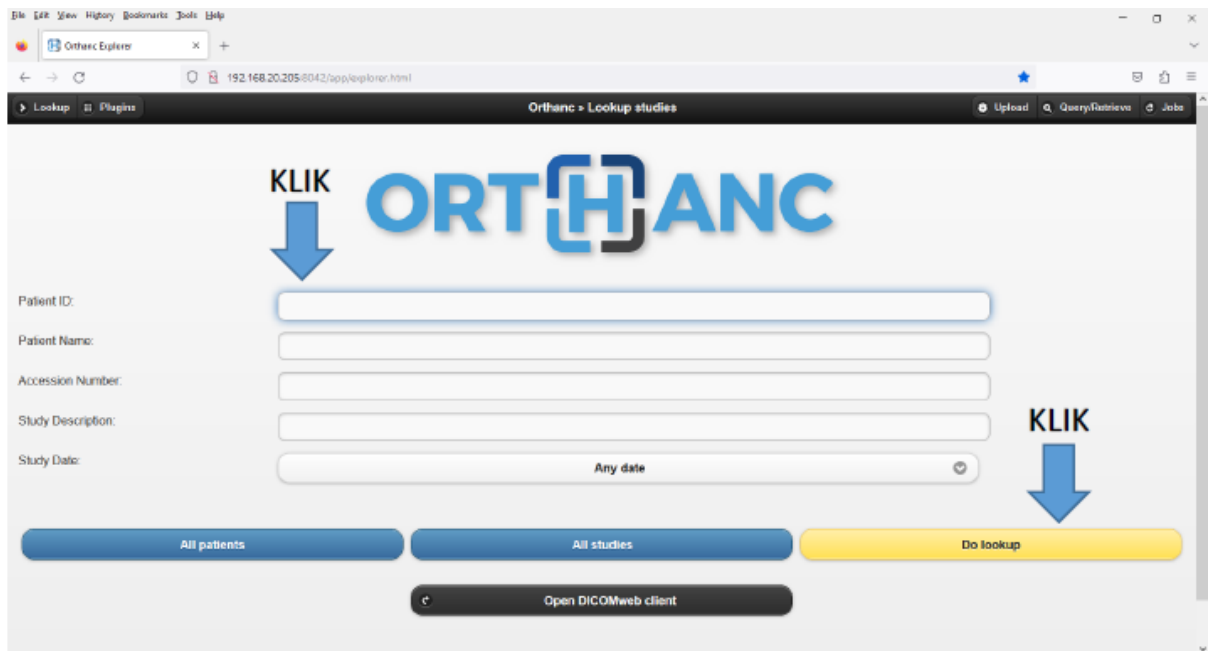 File Edit View History Bookmarks Tools Help
Orthanc Explorer
192.168.20.205:8042/app/explorer.html
Lookup Plugins Orthanc » Lookup studies Upload Query/Retrieve Jobs
KLIK
ORTHANC
Patient ID:
Patient Name:
Accession Number:
Study Description:
KLIK
Study Date:
Any date
All patients All studies Do lookup
Open DICOMweb client